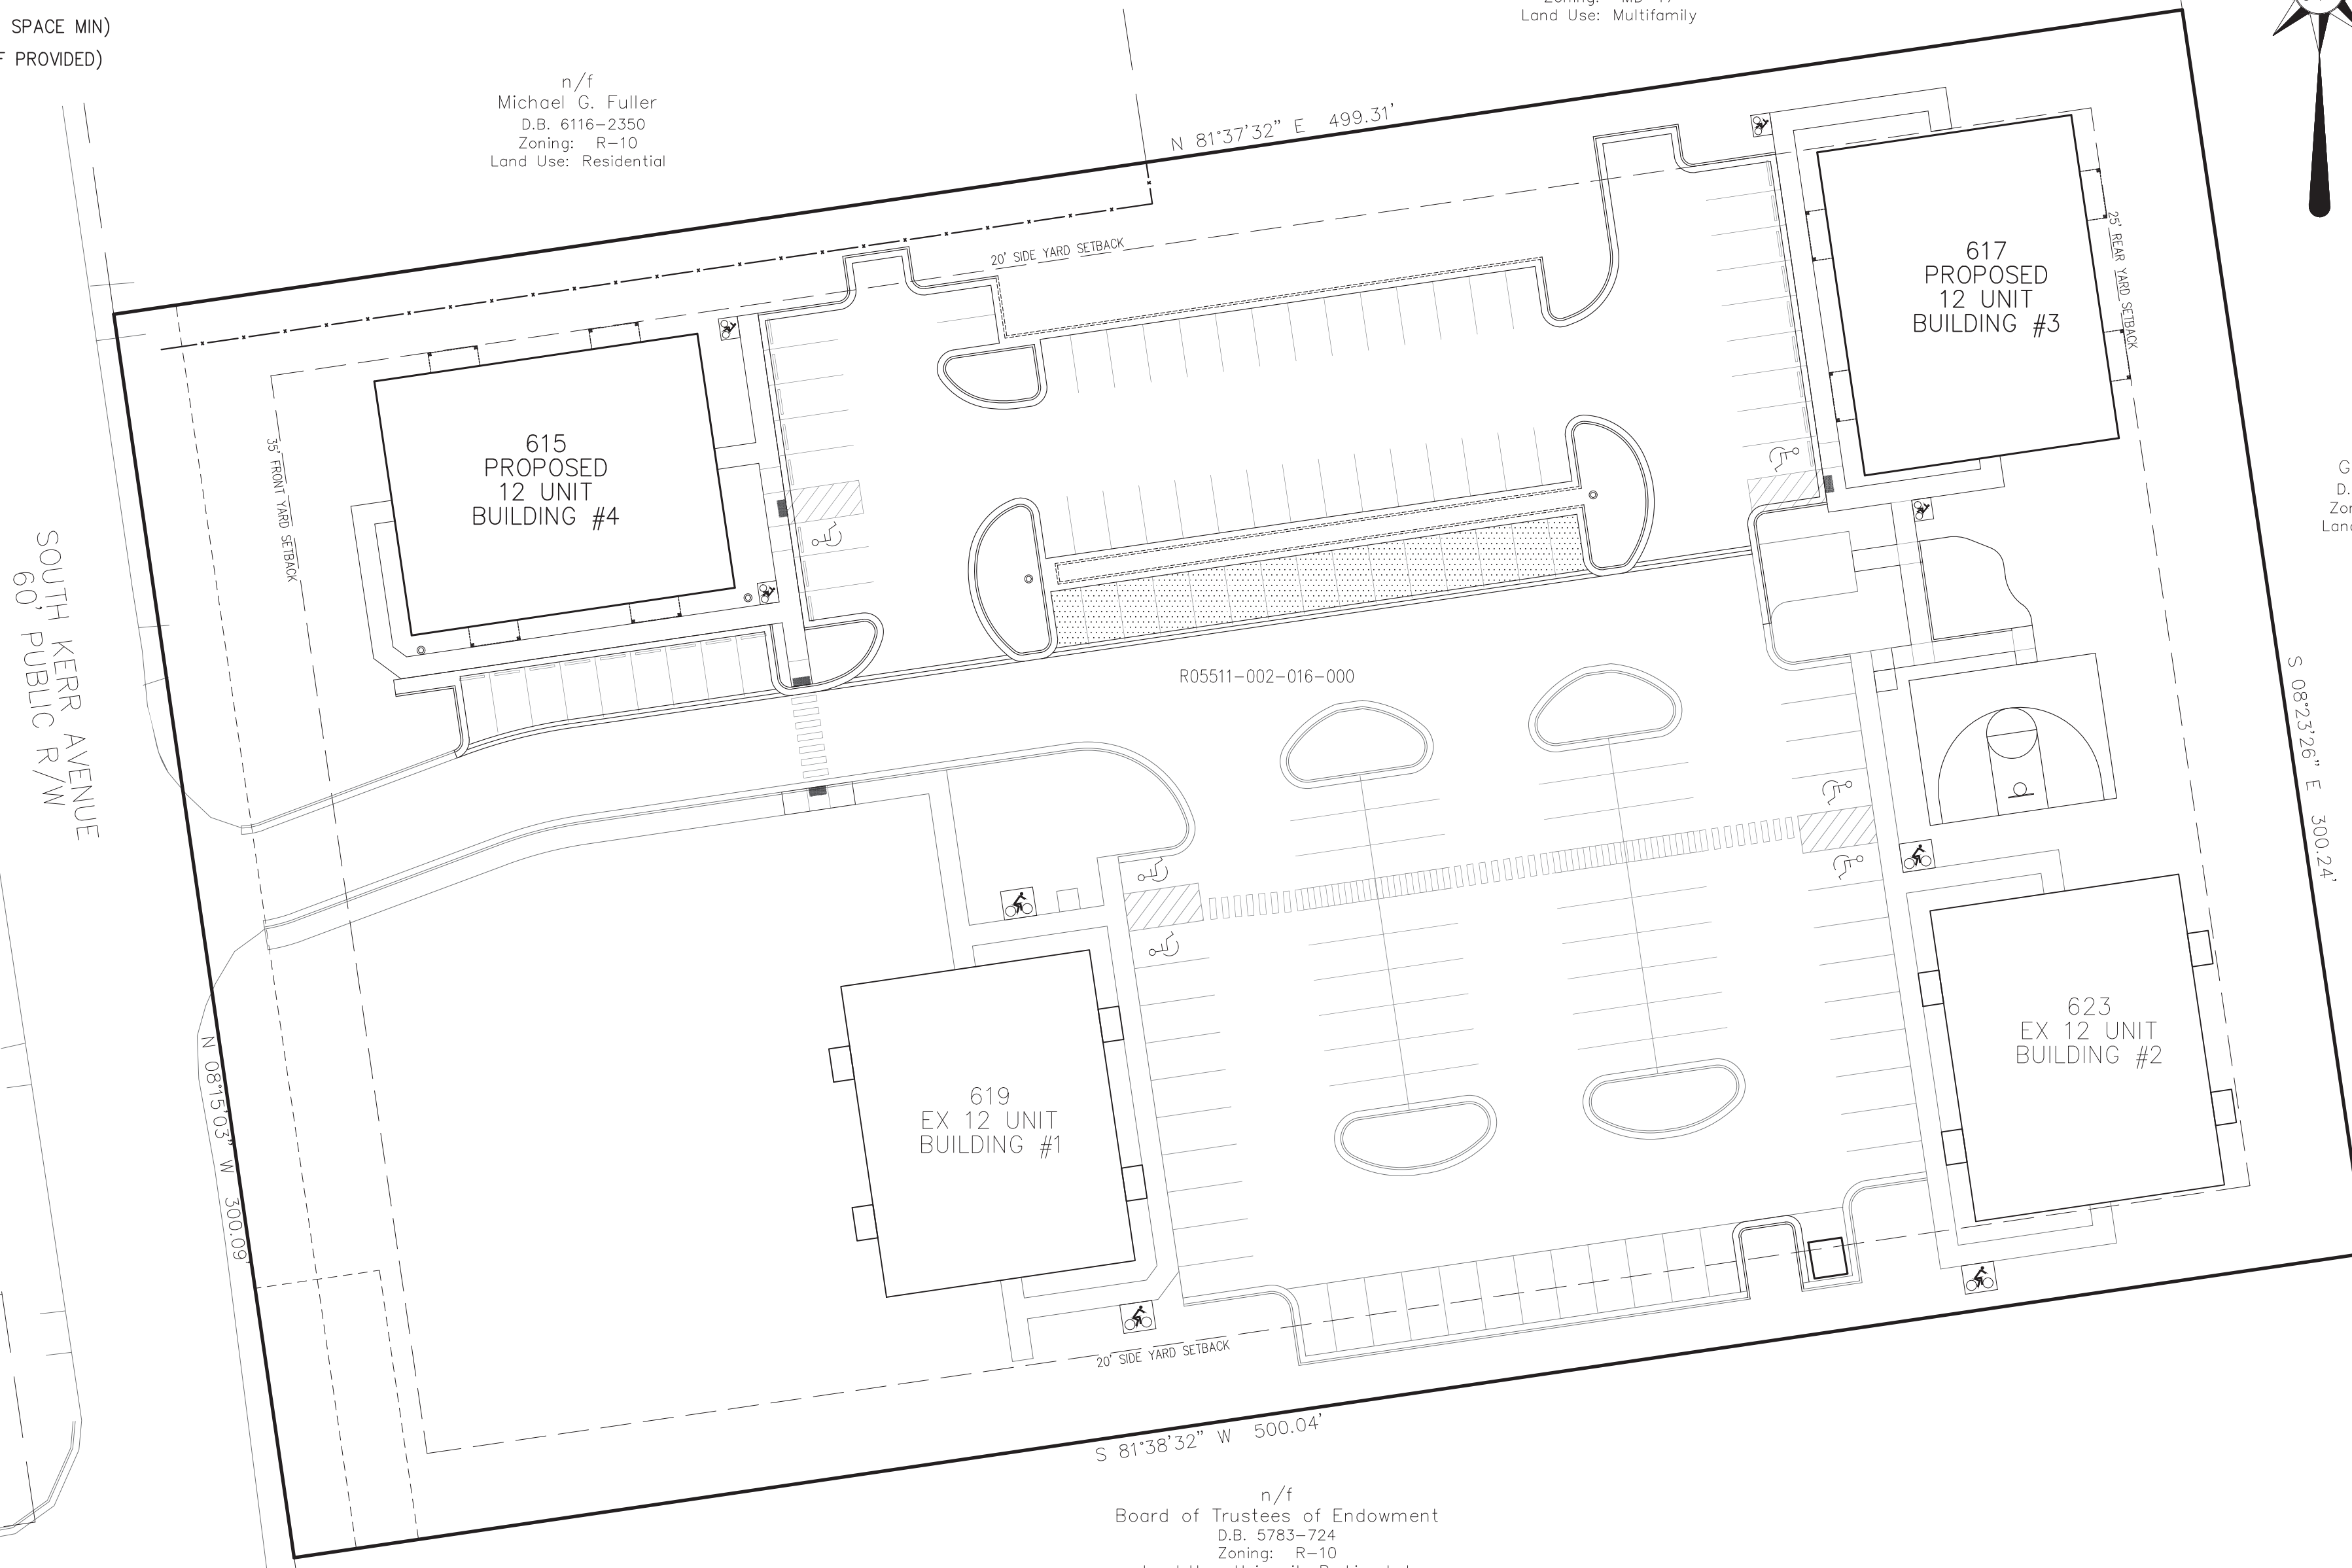 SPACE MIN)
PROVIDED)
Land Use: Multifamily
n/f
Michael G. Fuller
D.B. 6116-2350
Zoning: R-10
Land Use: Residential
N 81°37'32" E 499.31'
20' SIDE YARD SETBACK
617
PROPOSED
12 UNIT
BUILDING #3
25' REAR YARD SETBACK
615
PROPOSED
12 UNIT
BUILDING #4
35' FRONT YARD SETBACK
SOUTH KERR AVENUE
60' PUBLIC R/W
R05511-002-016-000
S 08°23'26" E 300.24'
N 08°15'03" W 300.09'
619
EX 12 UNIT
BUILDING #1
623
EX 12 UNIT
BUILDING #2
20' SIDE YARD SETBACK
S 81°38'32" W 500.04'
n/f
Board of Trustees of Endowment
D.B. 5783-724
Zoning: R-10